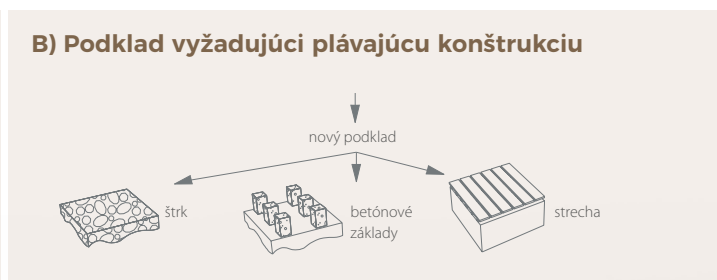 B) Podklad vyžadujúci plávajúcu konštrukciu
nový podklad
štrk
betónové
základy
strecha